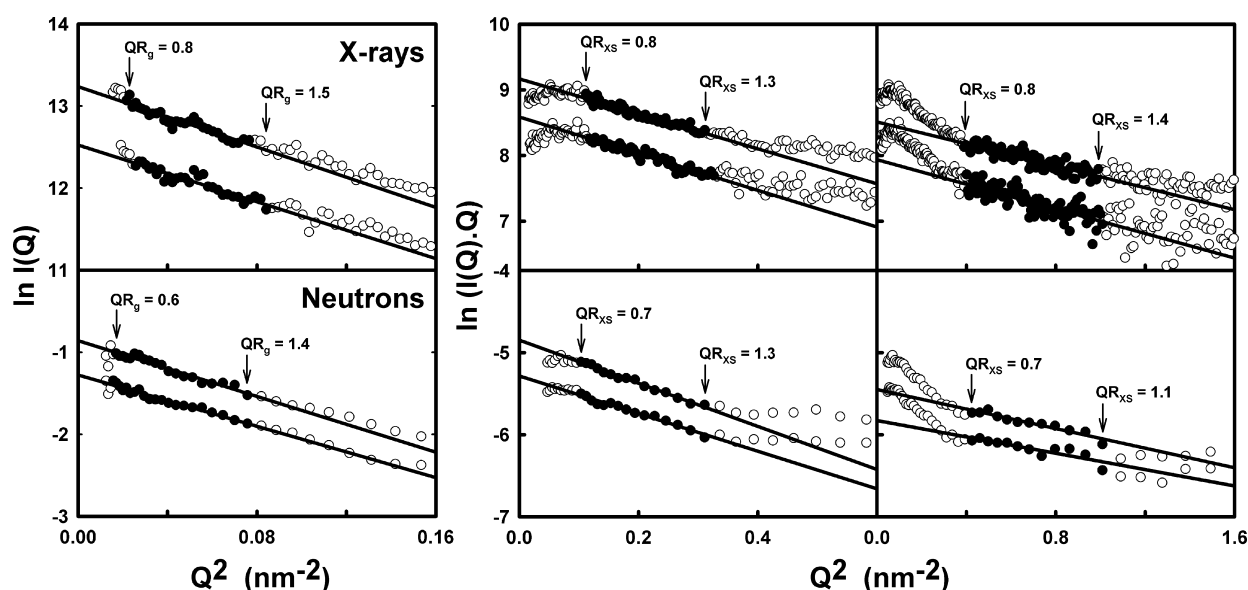 14
13
12
11
-1
-2
-3
ln I(Q)
X-rays
QRg = 0.8
QRg = 1.5
Neutrons
QRg = 0.6
QRg = 1.4
0.00
0.08
0.16
Q2 (nm-2)
10
9
8
7
-4
-5
-6
-7
ln (I(Q).Q)
QRXS = 0.8
QRXS = 1.3
QRXS = 0.8
QRXS = 1.4
QRXS = 0.7
QRXS = 1.3
QRXS = 0.7
QRXS = 1.1
0.0
0.4
0.0
0.8
1.6
Q2 (nm-2)